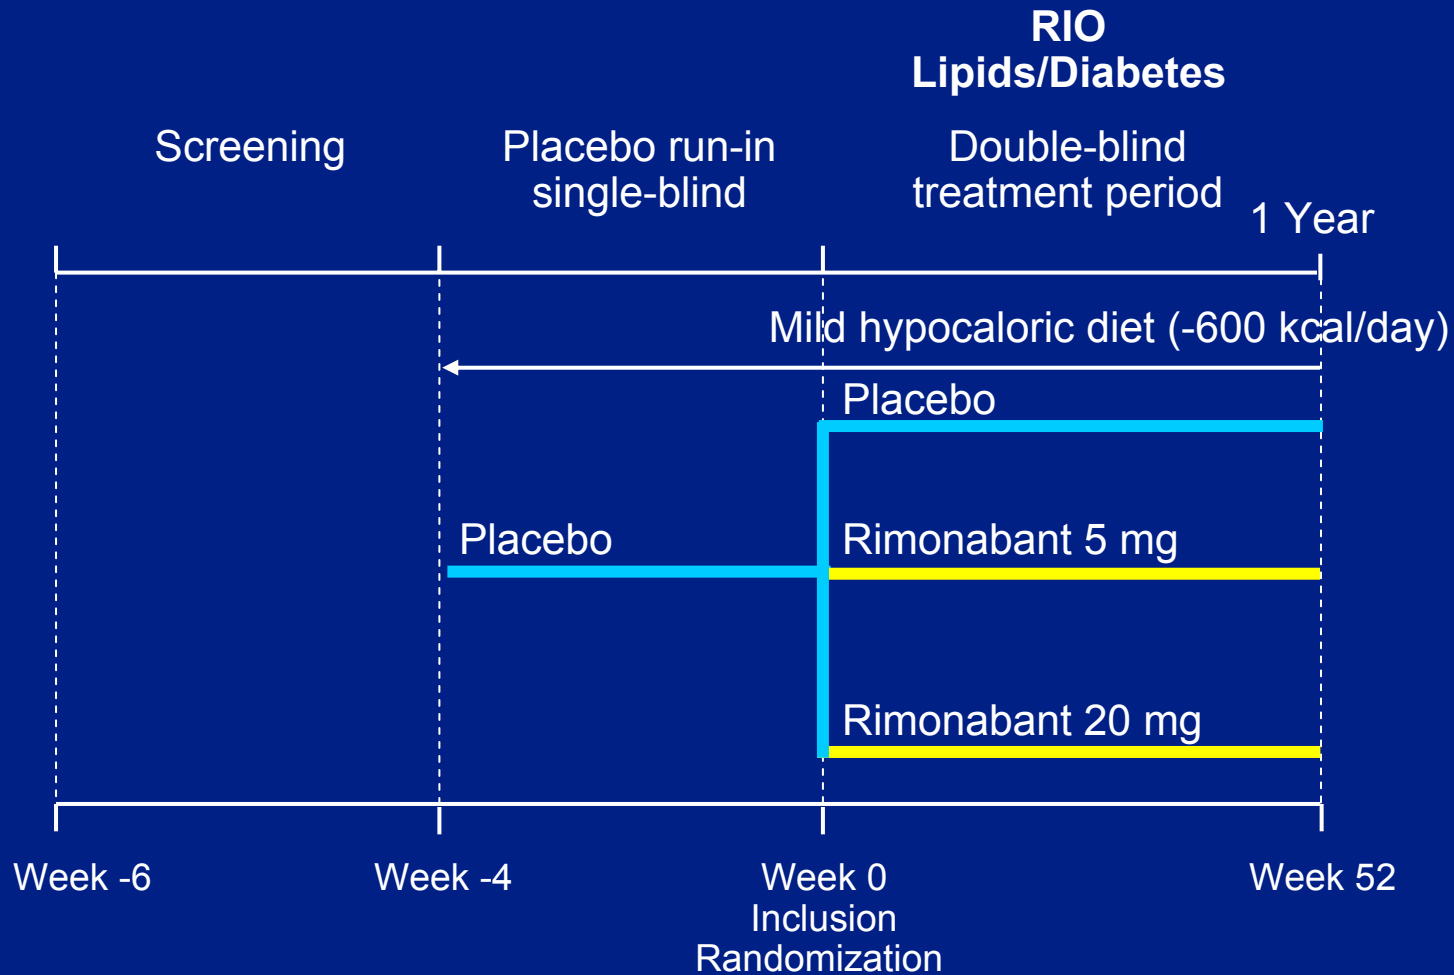 RIO
Lipids/Diabetes
Screening
Placebo run-in
single-blind
Double-blind
treatment period
1 Year
Mild hypocaloric diet (-600 kcal/day)
Placebo
Placebo
Rimonabant 5 mg
Rimonabant 20 mg
Week -6
Week -4
Week 0
Inclusion
Randomization
Week 52